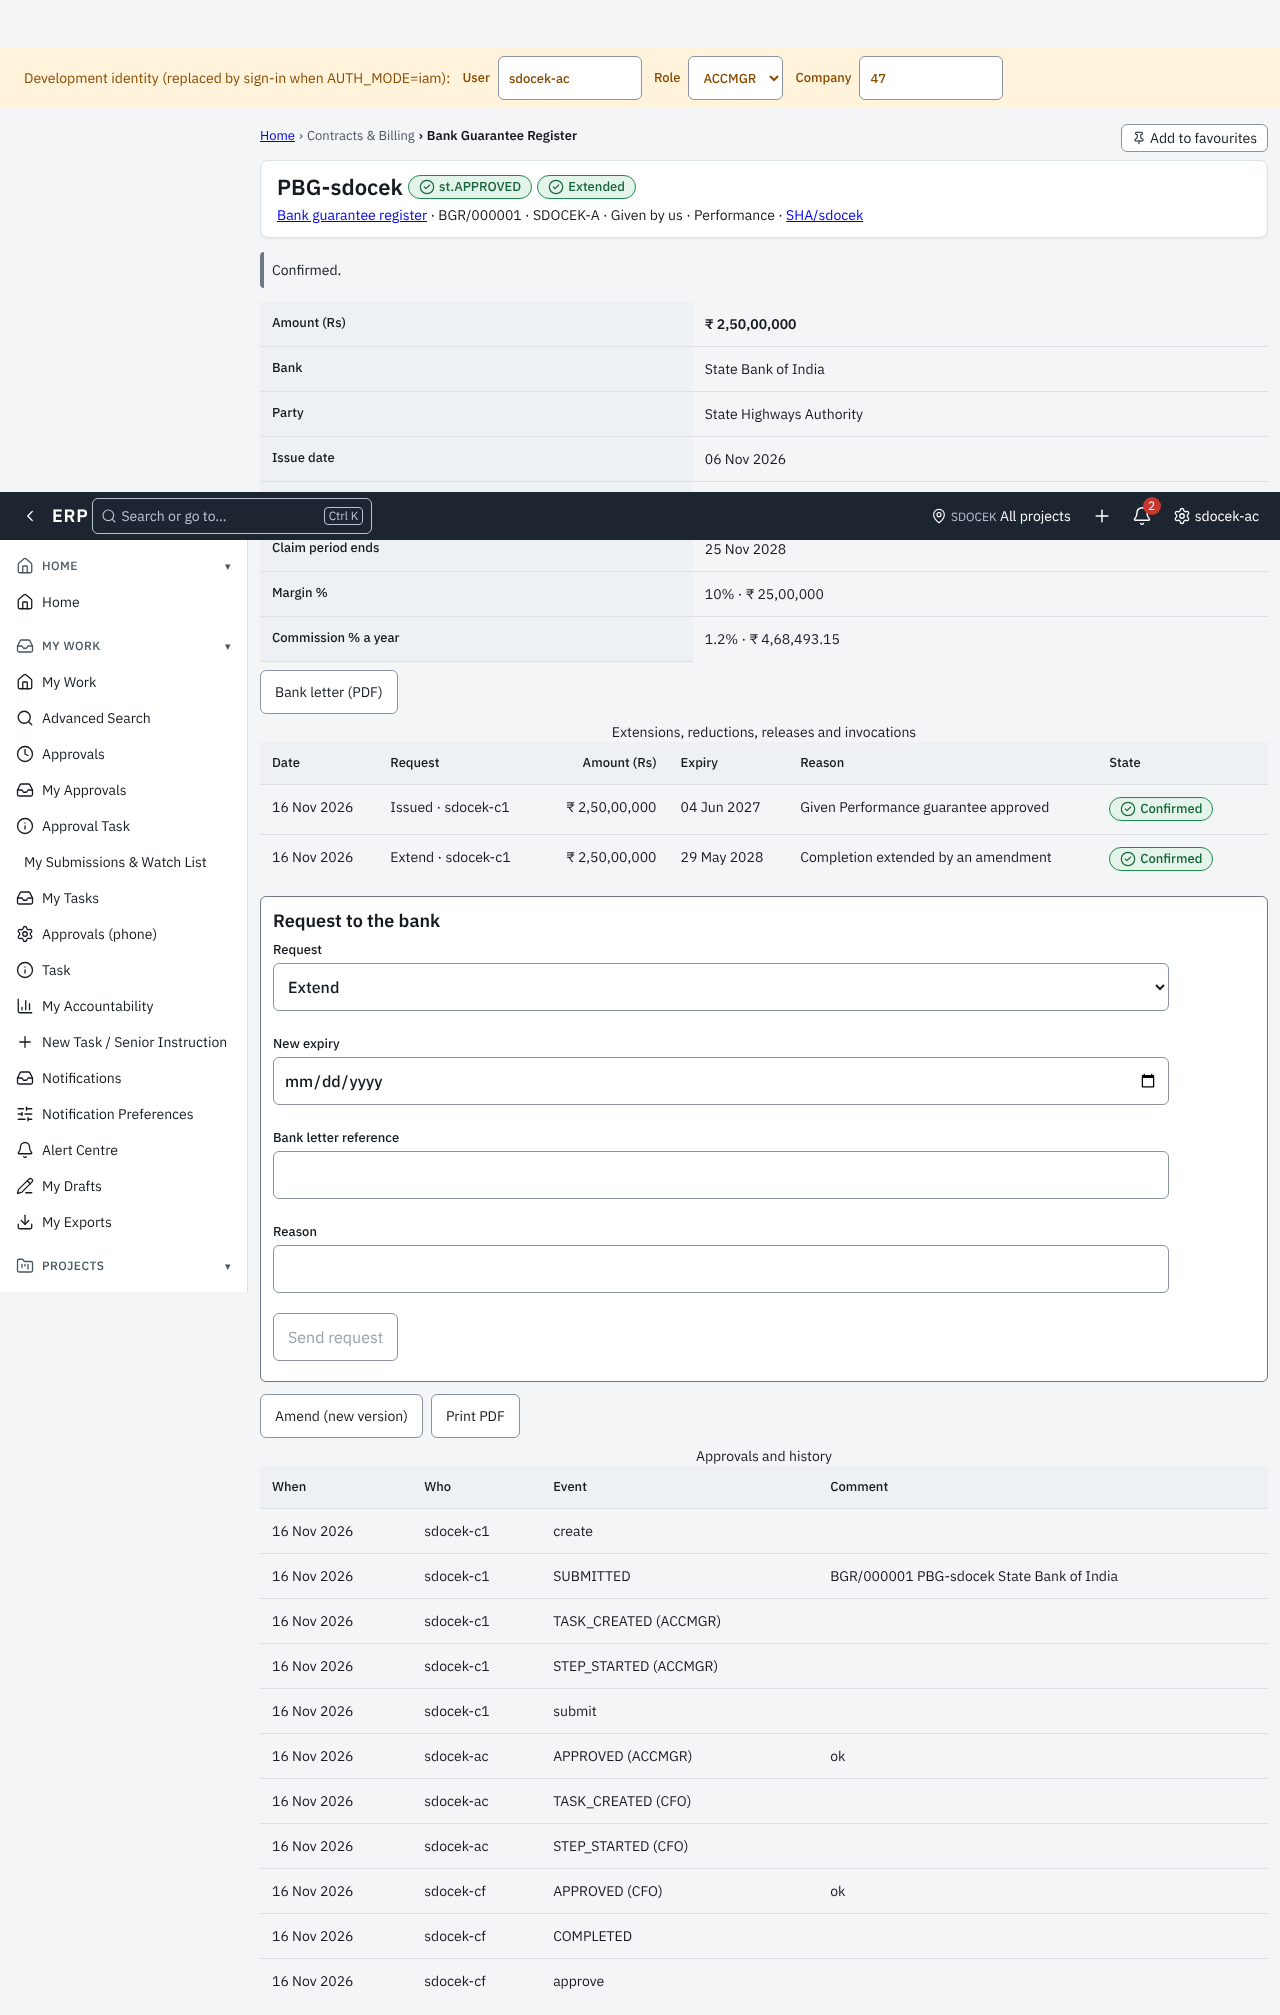 Development identity (replaced by sign-in when AUTH_MODE=iam): User sdocek-ac Role ACCMGR Company 47
Home › Contracts & Billing › Bank Guarantee Register
Add to favourites
PBG-sdocek st.APPROVED Extended
Bank guarantee register · BGR/000001 · SDOCEK-A · Given by us · Performance · SHA/sdocek
Confirmed.
Amount (Rs) ₹ 2,50,00,000
Bank State Bank of India
Party State Highways Authority
Issue date 06 Nov 2026
ERP Search or go to... Ctrl K SDOCEK All projects 2 sdocek-ac
Claim period ends 25 Nov 2028
Margin % 10% · ₹ 25,00,000
Commission % a year 1.2% · ₹ 4,68,493.15
HOME
Home
MY WORK
My Work
Advanced Search
Approvals
My Approvals
Approval Task
My Submissions & Watch List
My Tasks
Approvals (phone)
Task
My Accountability
New Task / Senior Instruction
Notifications
Notification Preferences
Alert Centre
My Drafts
My Exports
PROJECTS
Bank letter (PDF)
Extensions, reductions, releases and invocations
Date Request Amount (Rs) Expiry Reason State
16 Nov 2026 Issued · sdocek-c1 ₹ 2,50,00,000 04 Jun 2027 Given Performance guarantee approved Confirmed
16 Nov 2026 Extend · sdocek-c1 ₹ 2,50,00,000 29 May 2028 Completion extended by an amendment Confirmed
Request to the bank
Request
Extend
New expiry
mm/dd/yyyy
Bank letter reference
Reason
Send request
Amend (new version) Print PDF
Approvals and history
When Who Event Comment
16 Nov 2026 sdocek-c1 create
16 Nov 2026 sdocek-c1 SUBMITTED BGR/000001 PBG-sdocek State Bank of India
16 Nov 2026 sdocek-c1 TASK_CREATED (ACCMGR)
16 Nov 2026 sdocek-c1 STEP_STARTED (ACCMGR)
16 Nov 2026 sdocek-c1 submit
16 Nov 2026 sdocek-ac APPROVED (ACCMGR) ok
16 Nov 2026 sdocek-ac TASK_CREATED (CFO)
16 Nov 2026 sdocek-ac STEP_STARTED (CFO)
16 Nov 2026 sdocek-cf APPROVED (CFO) ok
16 Nov 2026 sdocek-cf COMPLETED
16 Nov 2026 sdocek-cf approve